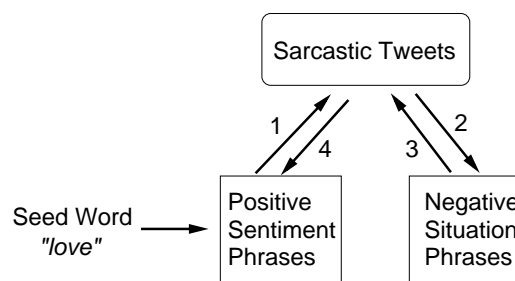 Sarcastic Tweets
1
4
3
2
Seed Word
"love"
Positive
Sentiment
Phrases
Negative
Situation
Phrases